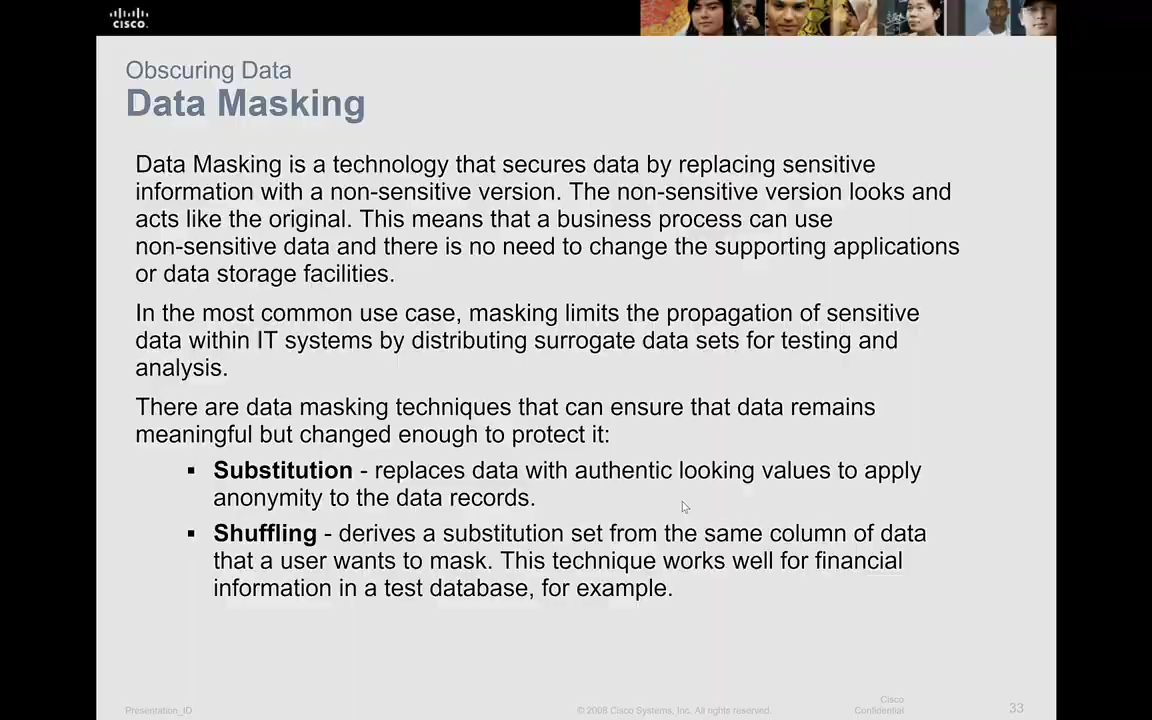 CISCO.
Obscuring Data
Data Masking
Data Masking is a technology that secures data by replacing sensitive
information with a non-sensitive version. The non-sensitive version looks and
acts like the original. This means that a business process can use
non-sensitive data and there is no need to change the supporting applications
or data storage facilities.
In the most common use case, masking limits the propagation of sensitive
data within IT systems by distributing surrogate data sets for testing and
analysis.
There are data masking techniques that can ensure that data remains
meaningful but changed enough to protect it:
▪ Substitution - replaces data with authentic looking values to apply
anonymity to the data records.
▪ Shuffling - derives a substitution set from the same column of data
that a user wants to mask. This technique works well for financial
information in a test database, for example.
Presentation_ID
© 2008 Cisco Systems, Inc. All rights reserved.
Cisco
Confidential
33